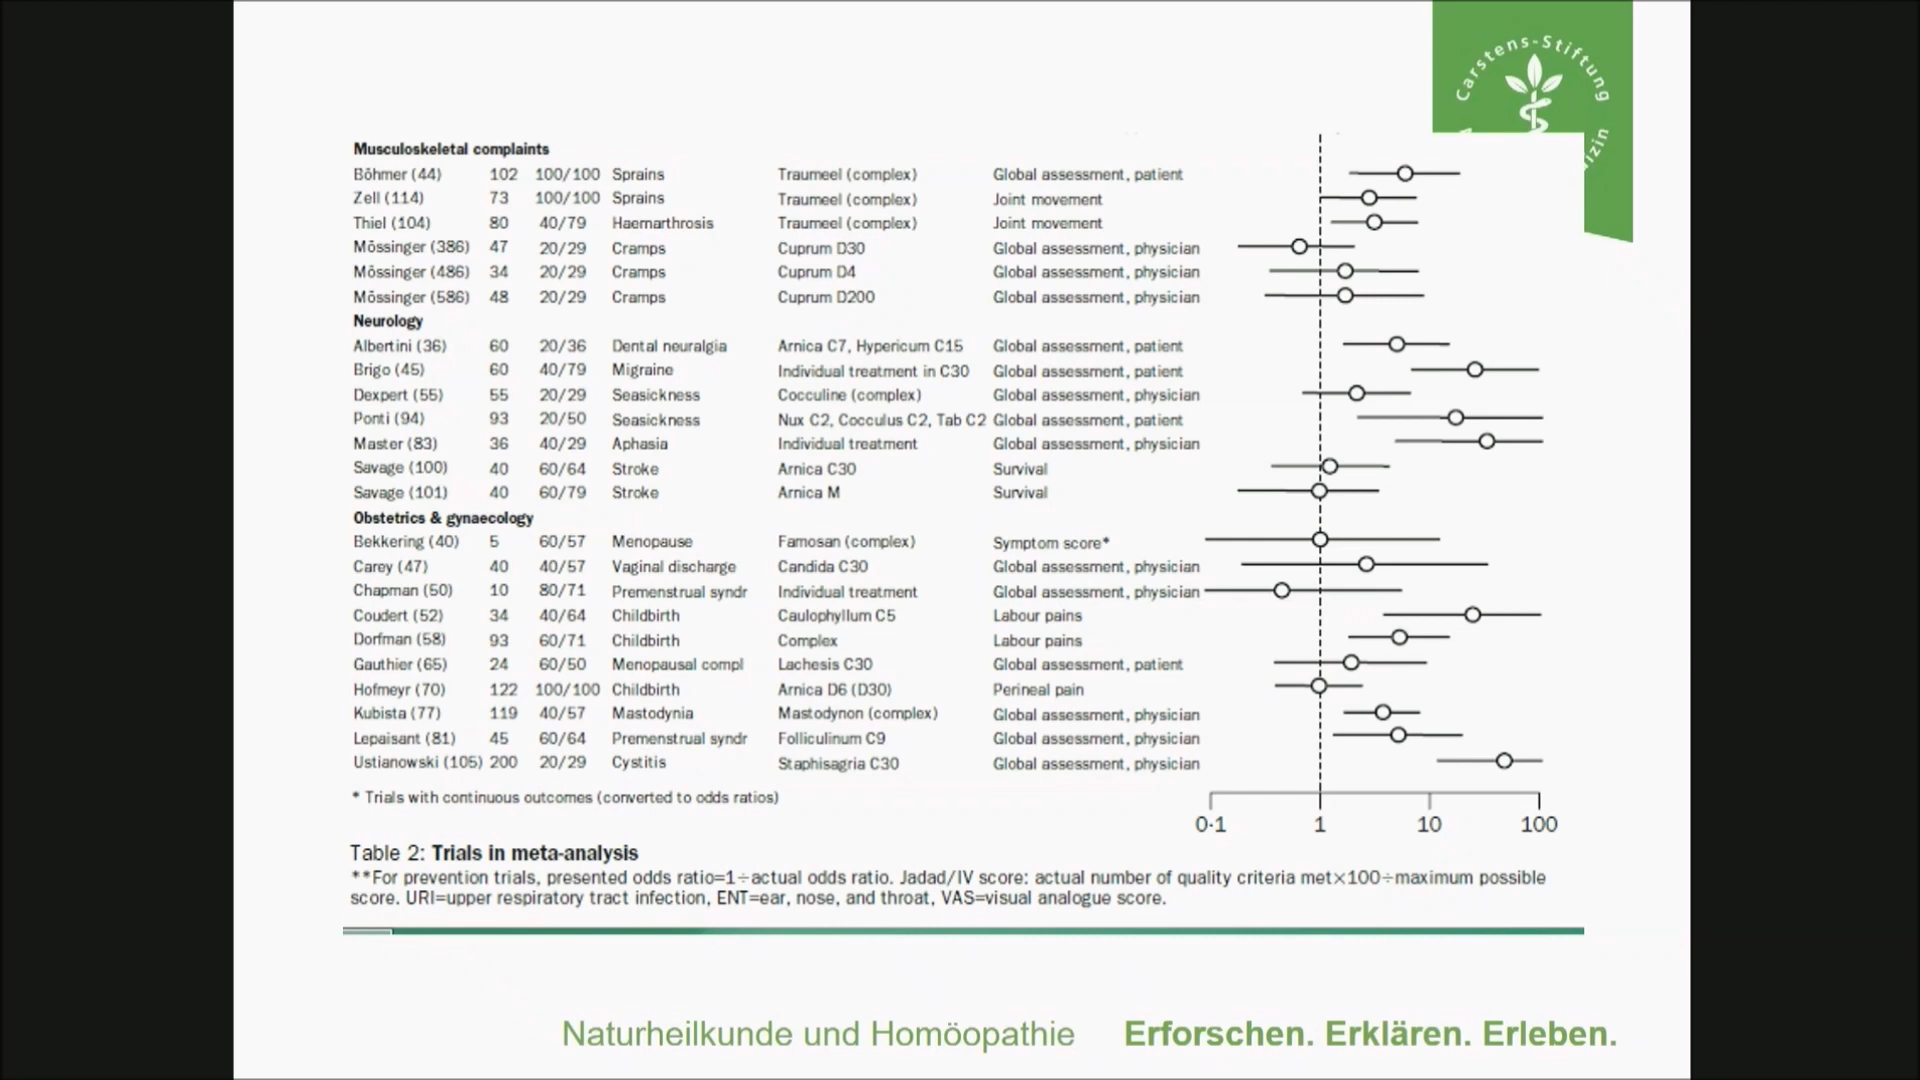 Carstens-Stiftung
Musculoskeletal complaints
Böhmer (44) 102 100/100 Sprains Traumeel (complex) Global assessment, patient
Zell (114) 73 100/100 Sprains Traumeel (complex) Joint movement
Thiel (104) 80 40/79 Haemarthrosis Traumeel (complex) Joint movement
Mössinger (386) 47 20/29 Cramps Cuprum D30 Global assessment, physician
Mössinger (486) 34 20/29 Cramps Cuprum D4 Global assessment, physician
Mössinger (586) 48 20/29 Cramps Cuprum D200 Global assessment, physician
Neurology
Albertini (36) 60 20/36 Dental neuralgia Arnica C7, Hypericum C15 Global assessment, patient
Brigo (45) 60 40/79 Migraine Individual treatment in C30 Global assessment, patient
Dexpert (55) 55 20/29 Seasickness Cocculine (complex) Global assessment, physician
Ponti (94) 93 20/50 Seasickness Nux C2, Cocculus C2, Tab C2 Global assessment, patient
Master (83) 36 40/29 Aphasia Individual treatment Global assessment, physician
Savage (100) 40 60/64 Stroke Arnica C30 Survival
Savage (101) 40 60/79 Stroke Arnica M Survival
Obstetrics & gynaecology
Bekkering (40) 5 60/57 Menopause Famosan (complex) Symptom score*
Carey (47) 40 40/57 Vaginal discharge Candida C30 Global assessment, physician
Chapman (50) 10 80/71 Premenstrual syndr Individual treatment Global assessment, physician
Coudert (52) 34 40/64 Childbirth Caulophyllum C5 Labour pains
Dorfman (58) 93 60/71 Childbirth Complex Labour pains
Gauthier (65) 24 60/50 Menopausal compl Lachesis C30 Global assessment, patient
Hofmeyr (70) 122 100/100 Childbirth Arnica D6 (D30) Perineal pain
Kubista (77) 119 40/57 Mastodynia Mastodynon (complex) Global assessment, physician
Lepaisant (81) 45 60/64 Premenstrual syndr Folliculinum C9 Global assessment, physician
Ustianowski (105) 200 20/29 Cystitis Staphisagria C30 Global assessment, physician
* Trials with continuous outcomes (converted to odds ratios)
0·1 1 10 100
Table 2: Trials in meta-analysis
**For prevention trials, presented odds ratio=1÷actual odds ratio. Jadad/IV score: actual number of quality criteria met×100÷maximum possible
score. URI=upper respiratory tract infection, ENT=ear, nose, and throat, VAS=visual analogue score.
Naturheilkunde und Homöopathie Erforschen. Erklären. Erleben.